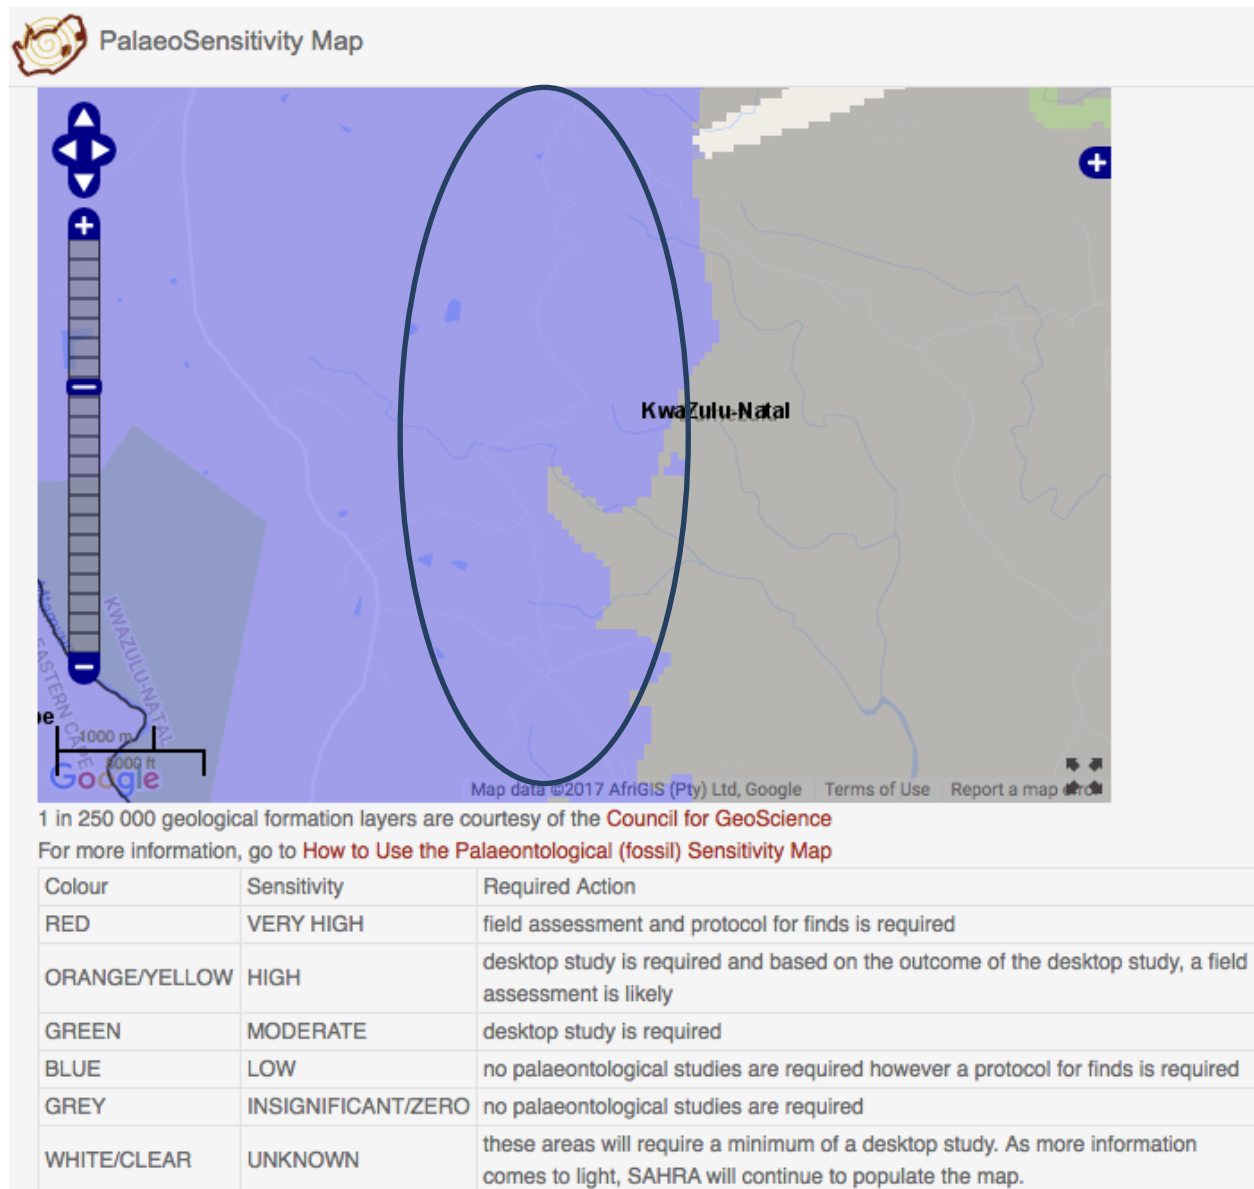 PalaeoSensitivity Map
KwaZulu-Natal
KWAZULU-NATAL
EASTERN CAPE
1000 m
Google
Map data ©2017 AfriGIS (Pty) Ltd, Google Terms of Use Report a map error
1 in 250 000 geological formation layers are courtesy of the Council for GeoScience
For more information, go to How to Use the Palaeontological (fossil) Sensitivity Map
Colour Sensitivity Required Action
RED VERY HIGH field assessment and protocol for finds is required
ORANGE/YELLOW HIGH desktop study is required and based on the outcome of the desktop study, a field
assessment is likely
GREEN MODERATE desktop study is required
BLUE LOW no palaeontological studies are required however a protocol for finds is required
GREY INSIGNIFICANT/ZERO no palaeontological studies are required
WHITE/CLEAR UNKNOWN these areas will require a minimum of a desktop study. As more information
comes to light, SAHRA will continue to populate the map.